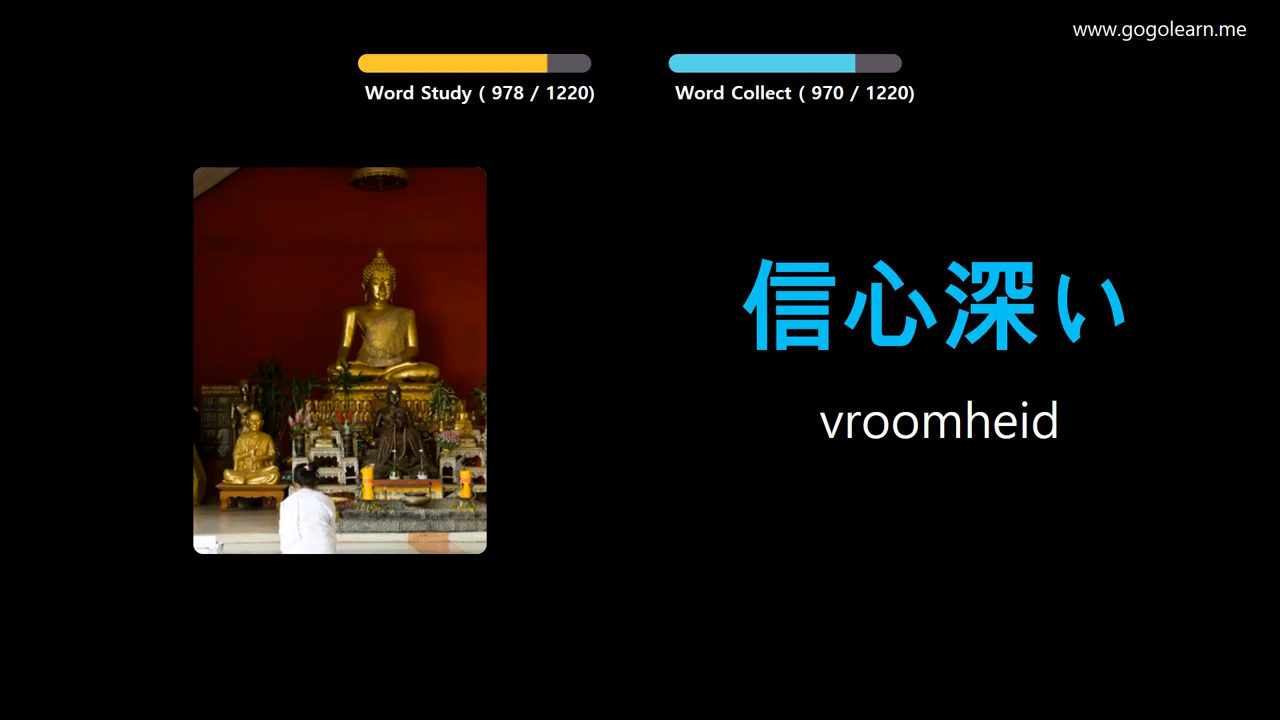 www.gogolearn.me
Word Study ( 978 / 1220)
Word Collect ( 970 / 1220)
信心深い
vroomheid